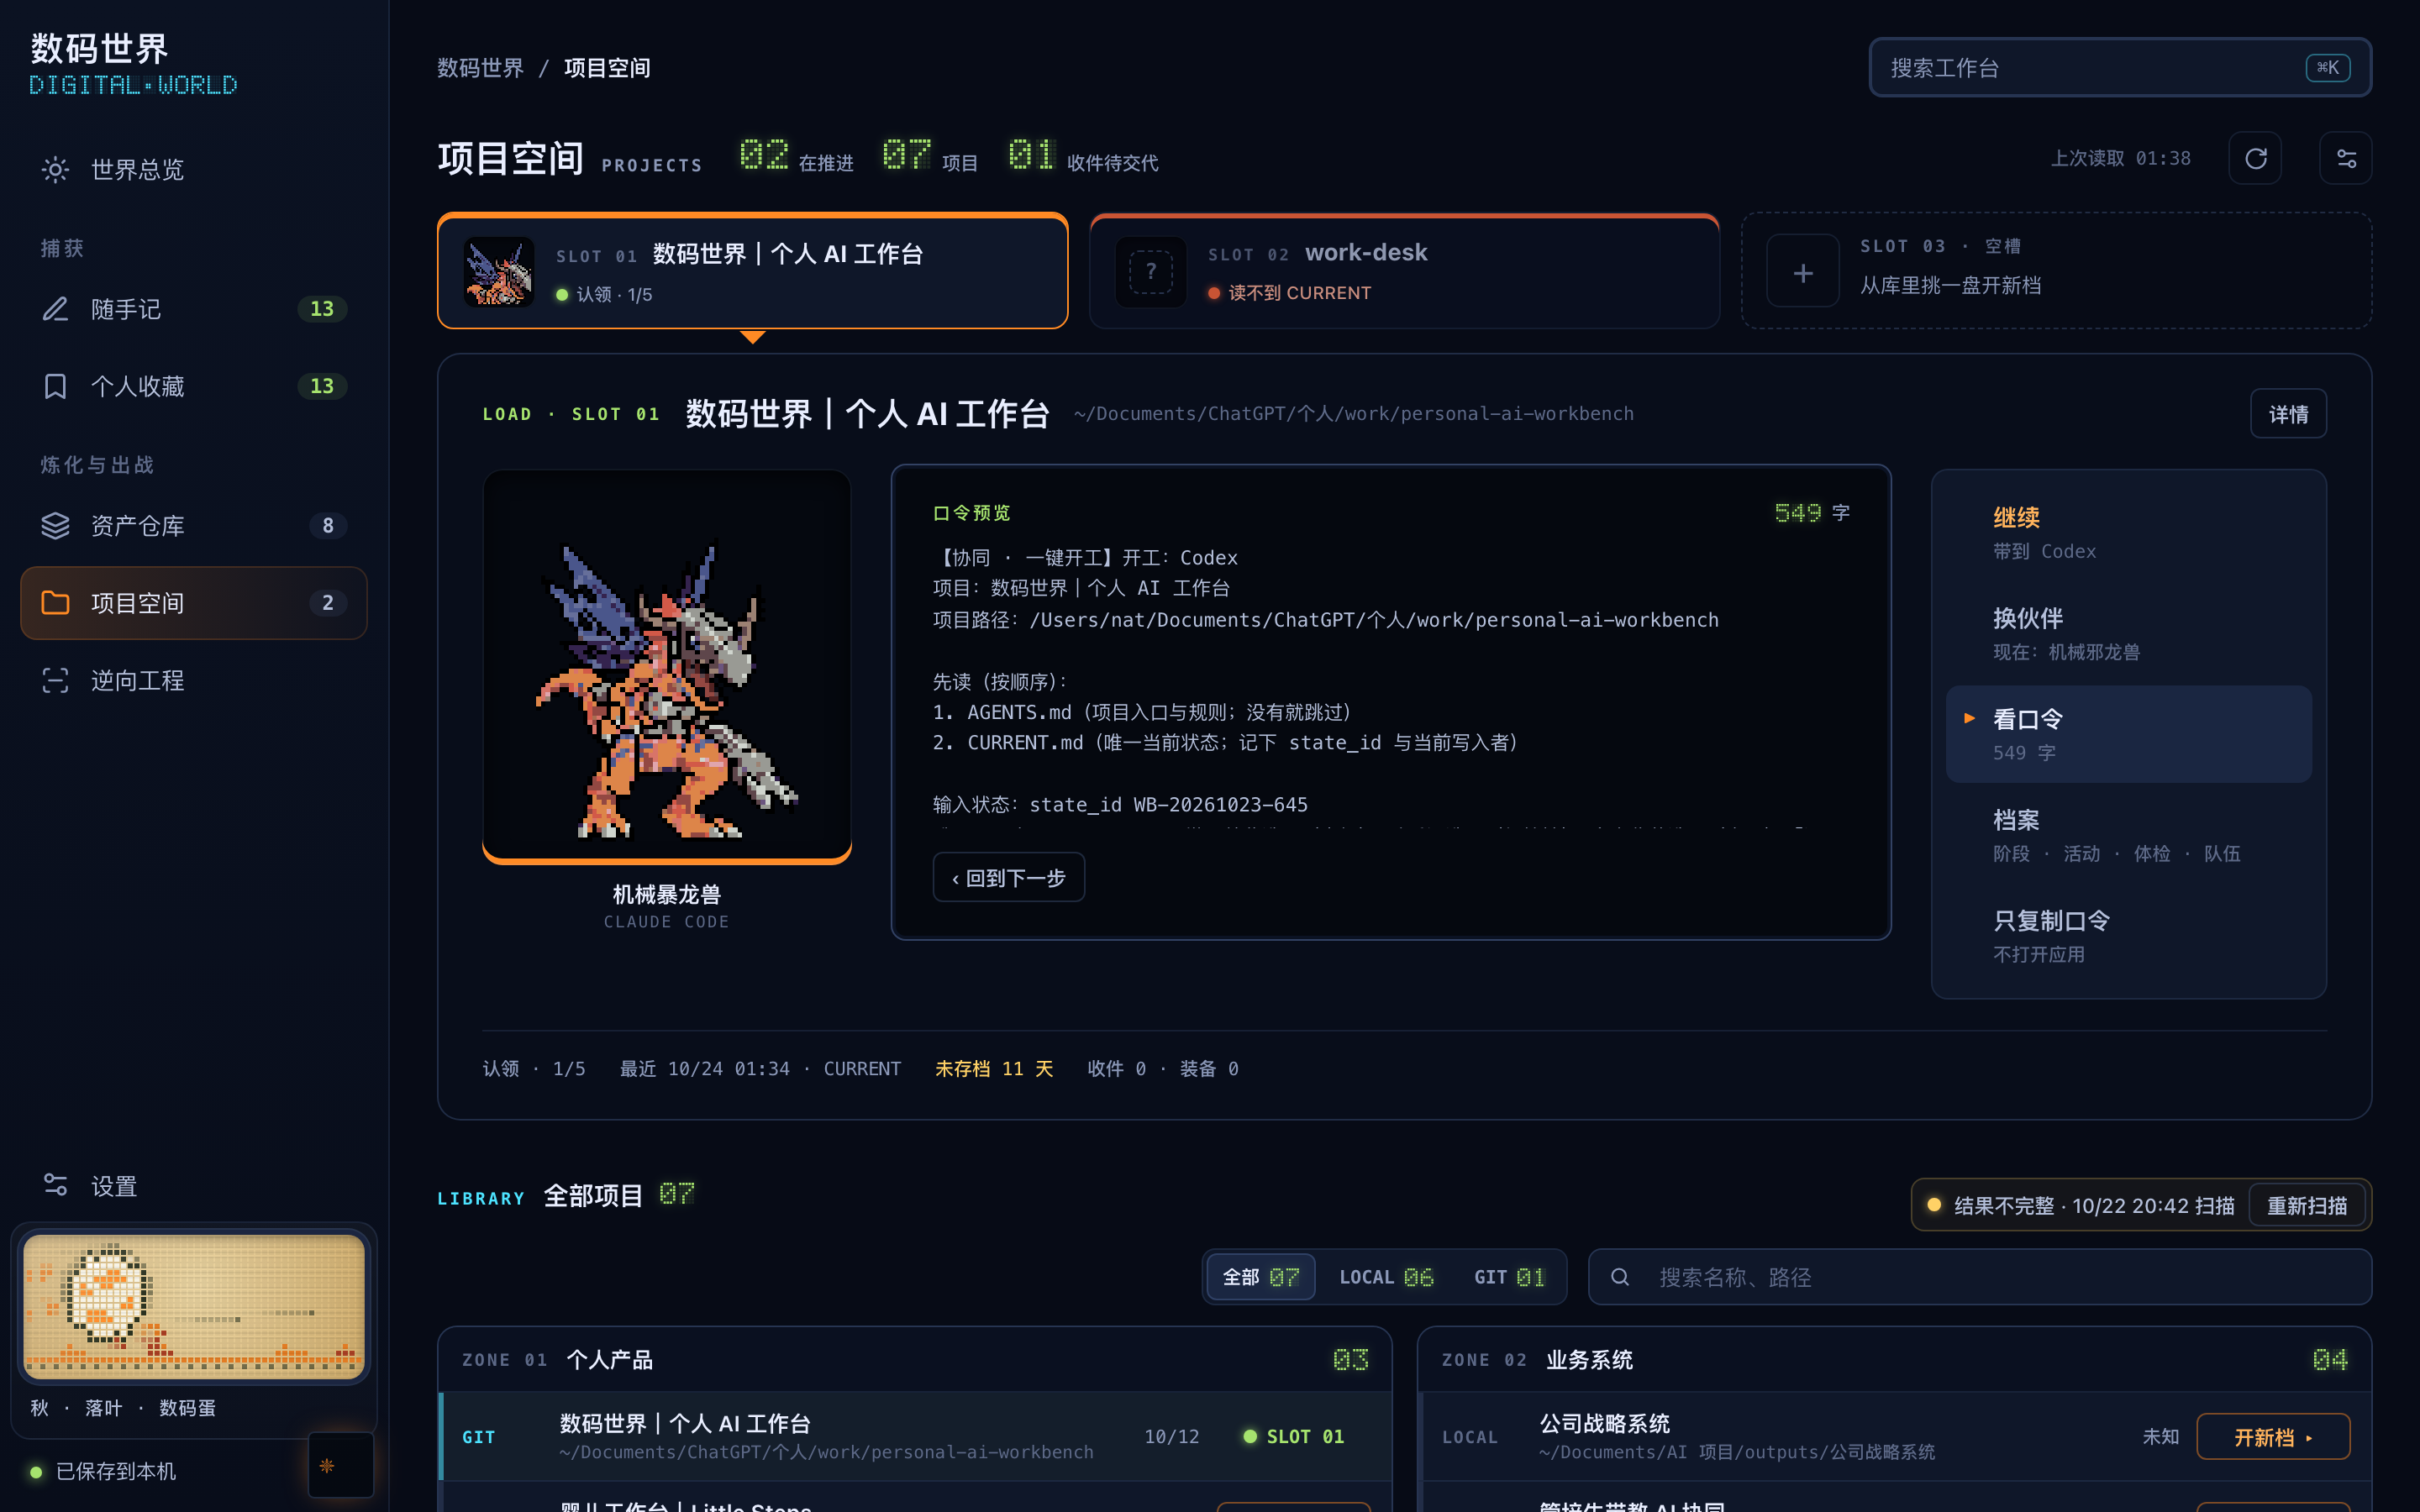 数码世界
DIGITAL·WORLD
世界总览
捕获
随手记 13
个人收藏 13
炼化与出战
资产仓库 8
项目空间 2
逆向工程
设置
秋 · 落叶 · 数码蛋
已保存到本机
数码世界 / 项目空间
搜索工作台 ⌘K
项目空间 PROJECTS 02 在推进 07 项目 01 收件待交代
上次读取 01:38
SLOT 01 数码世界｜个人 AI 工作台
认领 · 1/5
SLOT 02 work-desk
?
读不到 CURRENT
SLOT 03 · 空槽
+
从库里挑一盘开新档
LOAD · SLOT 01 数码世界｜个人 AI 工作台 ~/Documents/ChatGPT/个人/work/personal-ai-workbench
详情
机械暴龙兽
CLAUDE CODE
口令预览 549 字
【协同 · 一键开工】开工：Codex
项目：数码世界｜个人 AI 工作台
项目路径：/Users/nat/Documents/ChatGPT/个人/work/personal-ai-workbench
先读（按顺序）：
1. AGENTS.md（项目入口与规则；没有就跳过）
2. CURRENT.md（唯一当前状态；记下 state_id 与当前写入者）
输入状态：state_id WB-20261023-645
‹ 回到下一步
继续
带到 Codex
换伙伴
现在：机械邪龙兽
▶ 看口令
549 字
档案
阶段 · 活动 · 体检 · 队伍
只复制口令
不打开应用
认领 · 1/5 最近 10/24 01:34 · CURRENT 未存档 11 天 收件 0 · 装备 0
LIBRARY 全部项目 07
结果不完整 · 10/22 20:42 扫描 重新扫描
全部 07 LOCAL 06 GIT 01
搜索名称、路径
ZONE 01 个人产品 03
GIT 数码世界｜个人 AI 工作台
~/Documents/ChatGPT/个人/work/personal-ai-workbench
10/12 SLOT 01
婴儿工作台｜Little Steps
ZONE 02 业务系统 04
LOCAL 公司战略系统
~/Documents/AI 项目/outputs/公司战略系统
未知 开新档 ▸